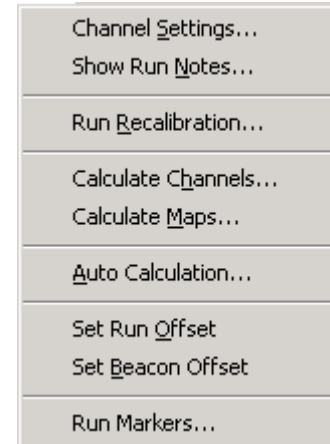 Channel Settings...
Show Run Notes...
Run Recalibration...
Calculate Channels...
Calculate Maps...
Auto Calculation...
Set Run Offset
Set Beacon Offset
Run Markers...